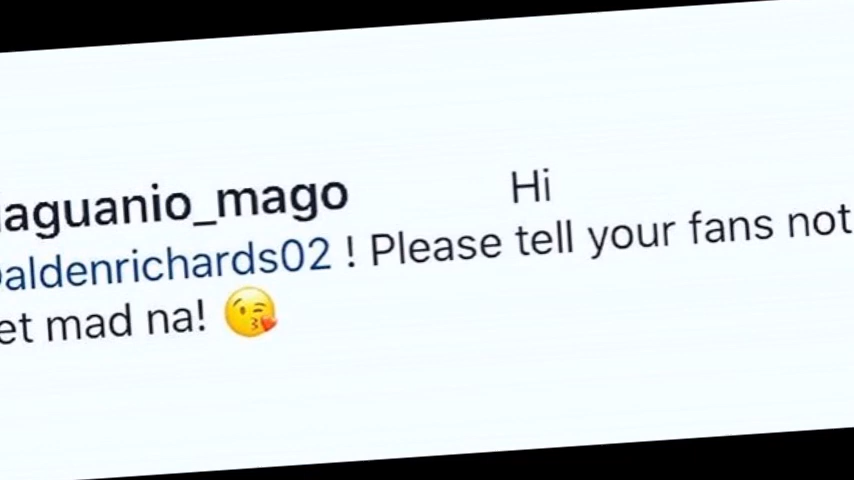 aguanio_mago Hi
aldenrichards02 ! Please tell your fans not
et mad na! 😘